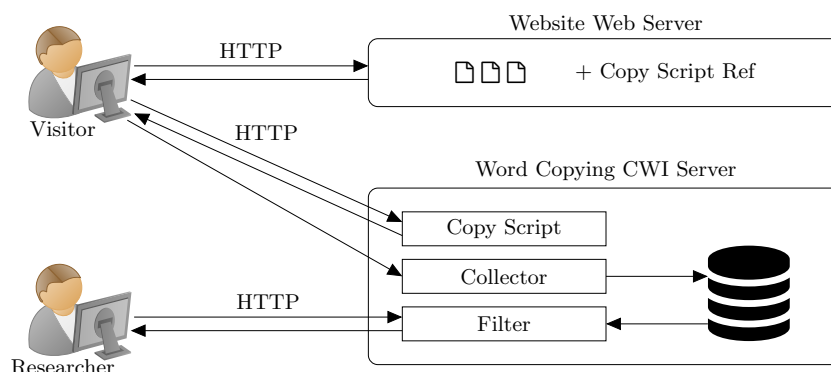 Website Web Server
HTTP
+ Copy Script Ref
Visitor
HTTP
Word Copying CWI Server
Copy Script
Collector
HTTP
Filter
Researcher